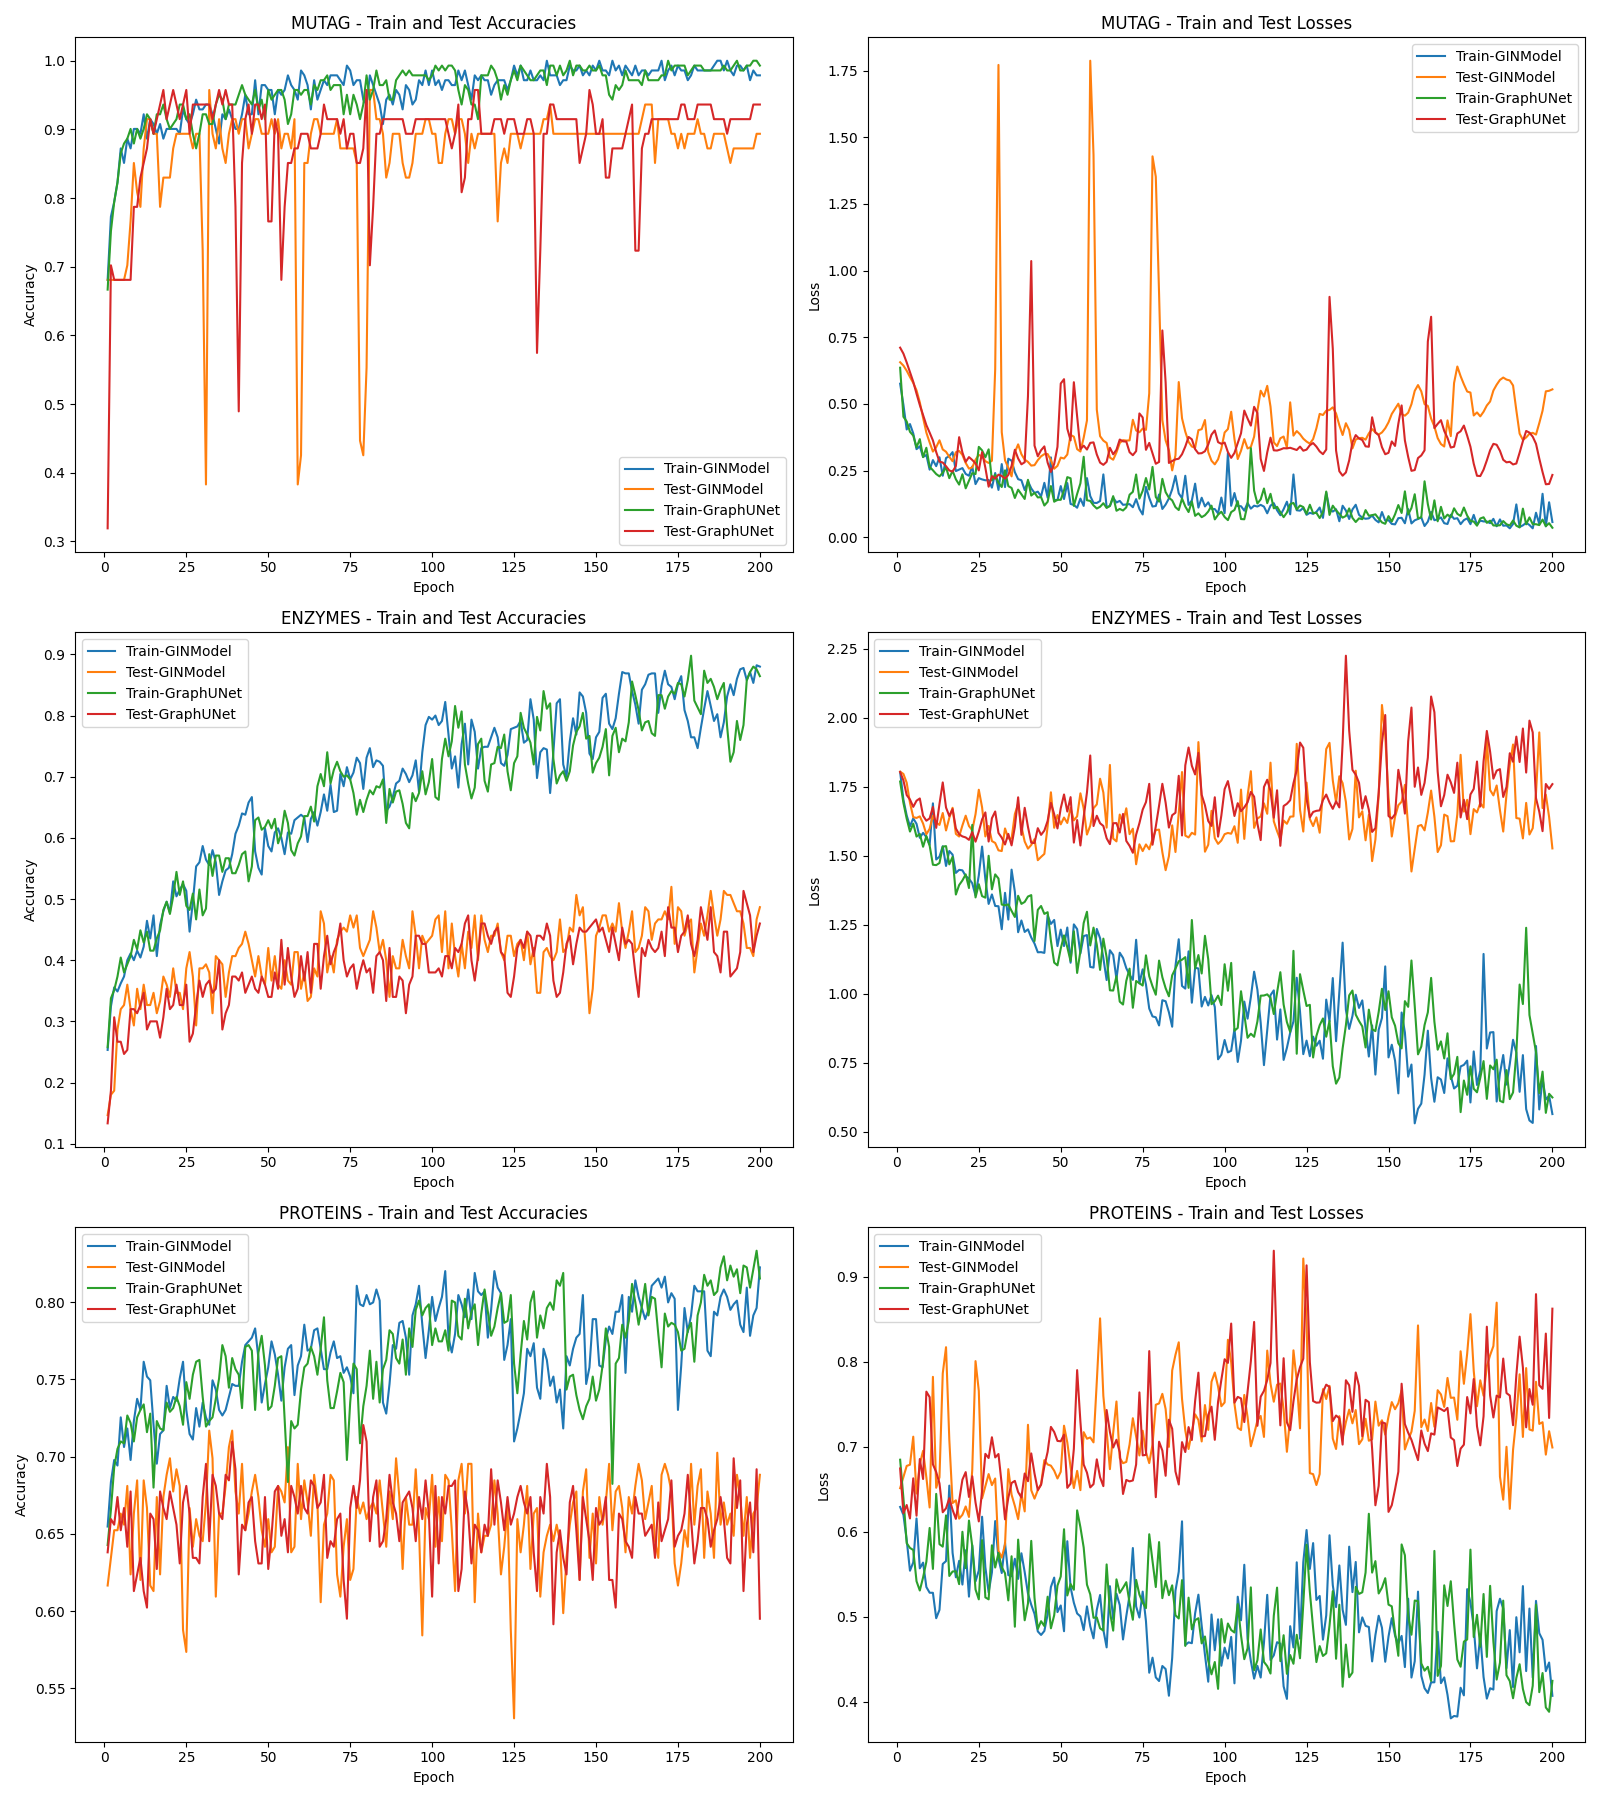 MUTAG - Train and Test Accuracies
Accuracy
1.0
0.9
0.8
0.7
0.6
0.5
0.4
0.3
Train-GINModel
Test-GINModel
Train-GraphUNet
Test-GraphUNet
0 25 50 75 100 125 150 175 200
Epoch
MUTAG - Train and Test Losses
Loss
1.75
1.50
1.25
1.00
0.75
0.50
0.25
0.00
Train-GINModel
Test-GINModel
Train-GraphUNet
Test-GraphUNet
0 25 50 75 100 125 150 175 200
Epoch
ENZYMES - Train and Test Accuracies
Accuracy
0.9
0.8
0.7
0.6
0.5
0.4
0.3
0.2
0.1
Train-GINModel
Test-GINModel
Train-GraphUNet
Test-GraphUNet
0 25 50 75 100 125 150 175 200
Epoch
ENZYMES - Train and Test Losses
Loss
2.25
2.00
1.75
1.50
1.25
1.00
0.75
0.50
Train-GINModel
Test-GINModel
Train-GraphUNet
Test-GraphUNet
0 25 50 75 100 125 150 175 200
Epoch
PROTEINS - Train and Test Accuracies
Accuracy
0.80
0.75
0.70
0.65
0.60
0.55
Train-GINModel
Test-GINModel
Train-GraphUNet
Test-GraphUNet
0 25 50 75 100 125 150 175 200
Epoch
PROTEINS - Train and Test Losses
Loss
0.9
0.8
0.7
0.6
0.5
0.4
Train-GINModel
Test-GINModel
Train-GraphUNet
Test-GraphUNet
0 25 50 75 100 125 150 175 200
Epoch